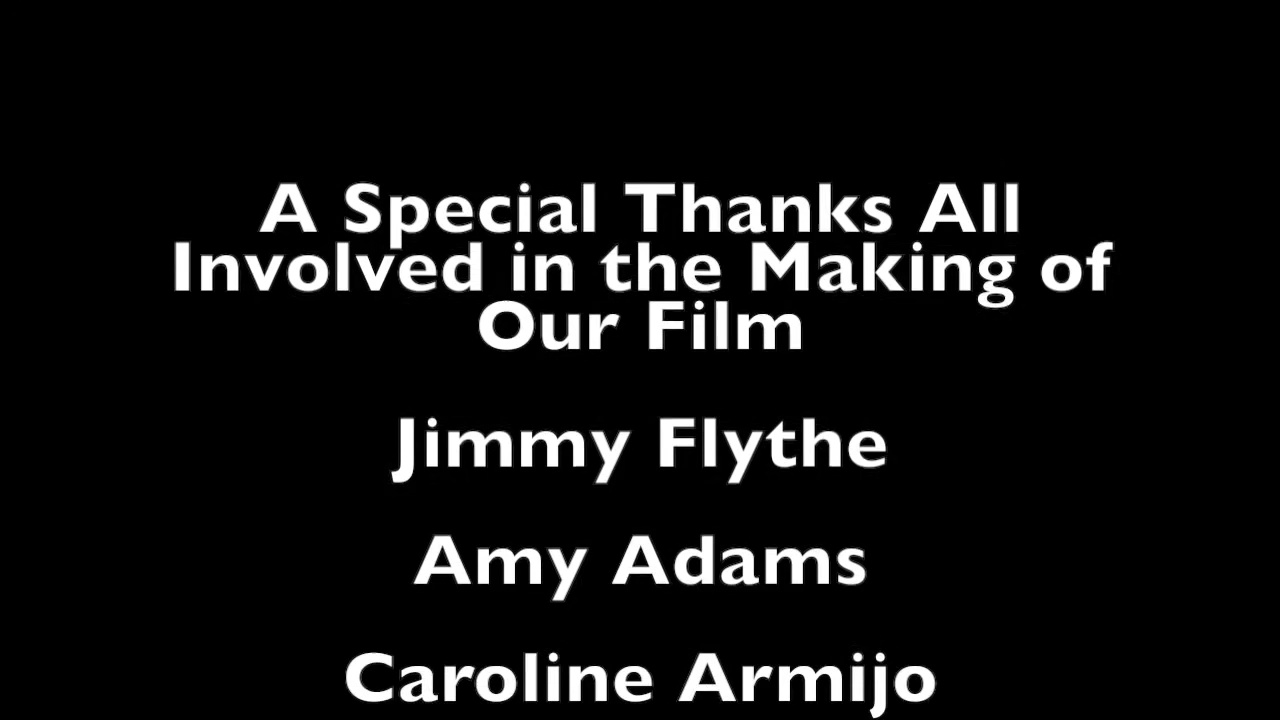 A Special Thanks All
Involved in the Making of
Our Film
Jimmy Flythe
Amy Adams
Caroline Armijo